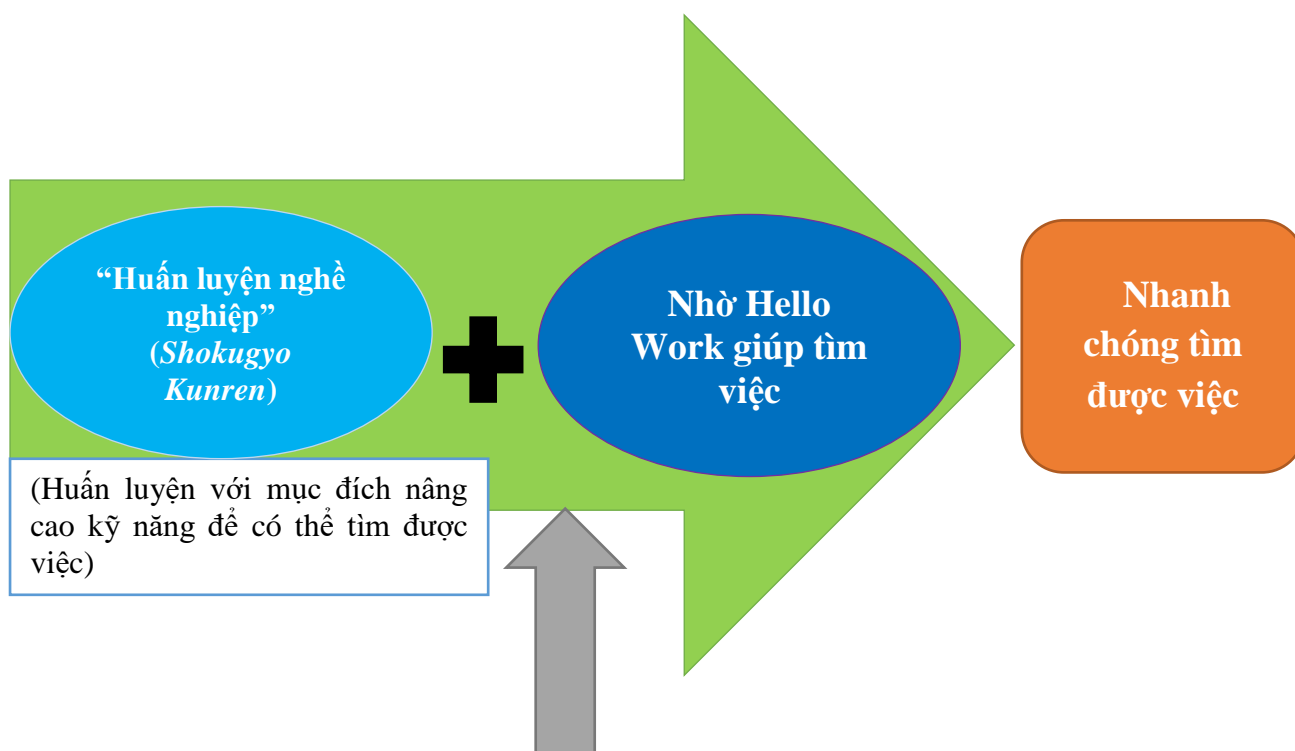 “Huấn luyện nghề
nghiệp”
(Shokugyo
Kunren)
(Huấn luyện với mục đích nâng
cao kỹ năng để có thể tìm được
việc)
Nhờ Hello
Work giúp tìm
việc
Nhanh
chóng tìm
được việc